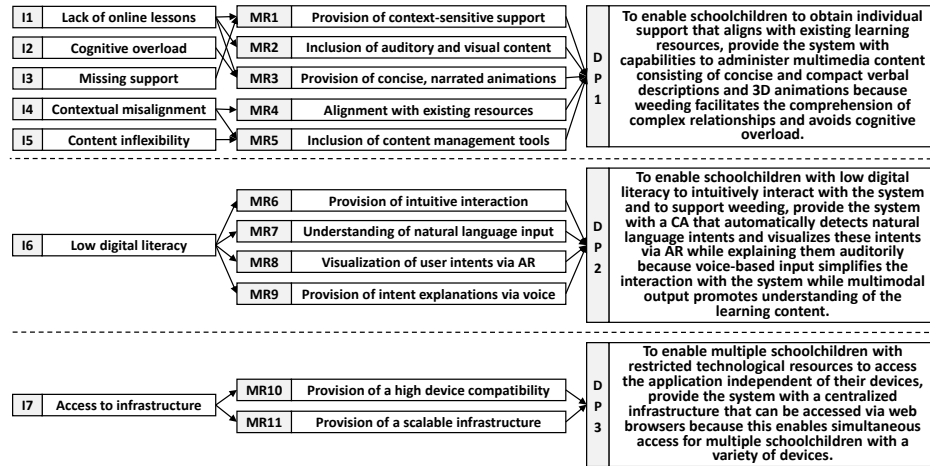 I1 Lack of online lessons
I2 Cognitive overload
I3 Missing support
I4 Contextual misalignment
I5 Content inflexibility
MR1 Provision of context-sensitive support
MR2 Inclusion of auditory and visual content
MR3 Provision of concise, narrated animations
MR4 Alignment with existing resources
MR5 Inclusion of content management tools
D
P
1
To enable schoolchildren to obtain individual
support that aligns with existing learning
resources, provide the system with
capabilities to administer multimedia content
consisting of concise and compact verbal
descriptions and 3D animations because
weeding facilitates the comprehension of
complex relationships and avoids cognitive
overload.
I6 Low digital literacy
MR6 Provision of intuitive interaction
MR7 Understanding of natural language input
MR8 Visualization of user intents via AR
MR9 Provision of intent explanations via voice
D
P
2
To enable schoolchildren with low digital
literacy to intuitively interact with the system
and to support weeding, provide the system
with a CA that automatically detects natural
language intents and visualizes these intents
via AR while explaining them auditorily
because voice-based input simplifies the
interaction with the system while multimodal
output promotes understanding of the
learning content.
I7 Access to infrastructure
MR10 Provision of a high device compatibility
MR11 Provision of a scalable infrastructure
D
P
3
To enable multiple schoolchildren with
restricted technological resources to access
the application independent of their devices,
provide the system with a centralized
infrastructure that can be accessed via web
browsers because this enables simultaneous
access for multiple schoolchildren with a
variety of devices.